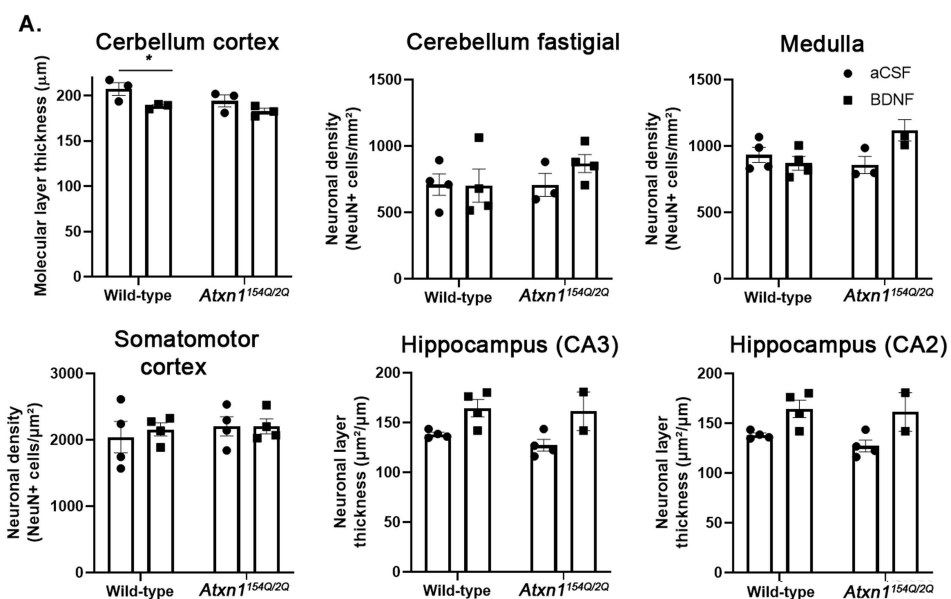 A.
Cerbellum cortex
Molecular layer thickness (µm)
200
150
100
50
0
*
Wild-type
Atxn1154Q/2Q
Cerebellum fastigial
Neuronal density
(NeuN+ cells/mm²)
1500
1000
500
0
Wild-type
Atxn1154Q/2Q
Medulla
aCSF
BDNF
Neuronal density
(NeuN+ cells/mm²)
1500
1000
500
0
Wild-type
Atxn1154Q/2Q
Somatomotor
cortex
Neuronal density
(NeuN+ cells/µm²)
3000
2000
1000
0
Wild-type
Atxn1154Q/2Q
Hippocampus (CA3)
Neuronal layer
thickness (µm²/µm)
200
150
100
50
0
Wild-type
Atxn1154Q/2Q
Hippocampus (CA2)
Neuronal layer
thickness (µm²/µm)
200
150
100
50
0
Wild-type
Atxn1154Q/2Q